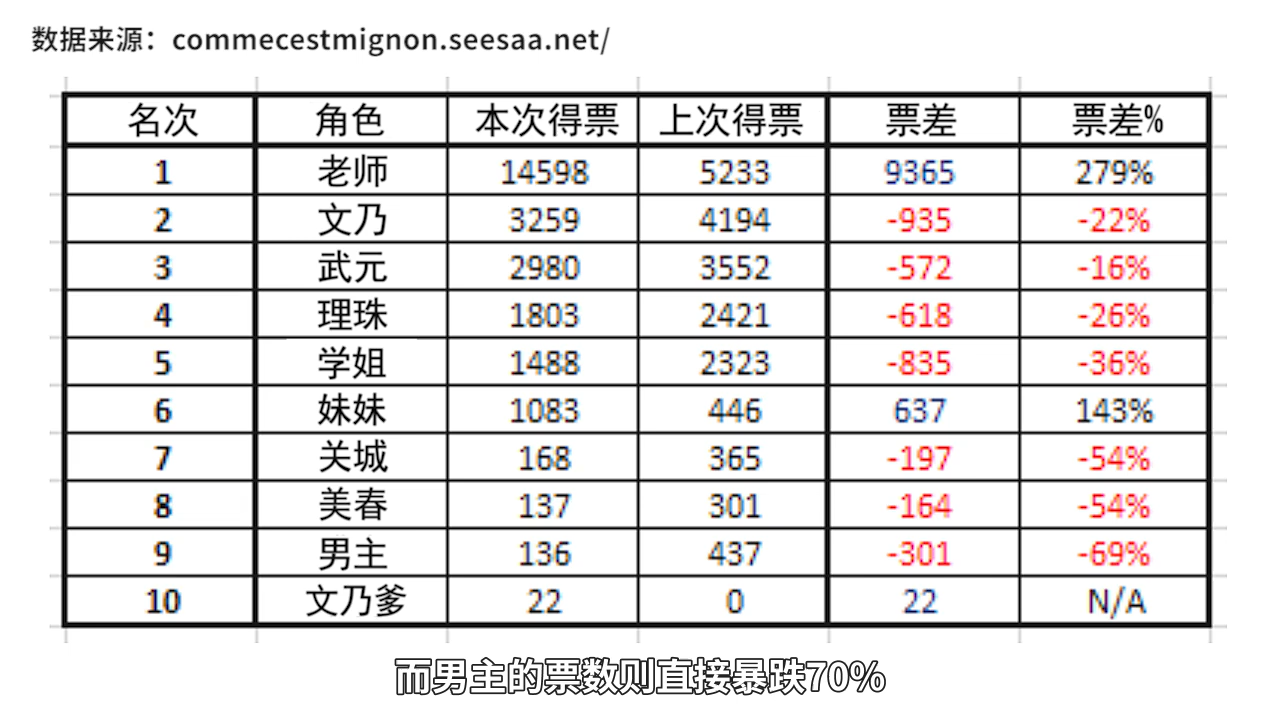 数据来源：commecestmignon.seesaa.net/
名次 角色 本次得票 上次得票 票差 票差%
1 老师 14598 5233 9365 279%
2 文乃 3259 4194 -935 -22%
3 武元 2980 3552 -572 -16%
4 理珠 1803 2421 -618 -26%
5 学姐 1488 2323 -835 -36%
6 妹妹 1083 446 637 143%
7 关城 168 365 -197 -54%
8 美春 137 301 -164 -54%
9 男主 136 437 -301 -69%
10 文乃爹 22 0 22 N/A
而男主的票数则直接暴跌70%